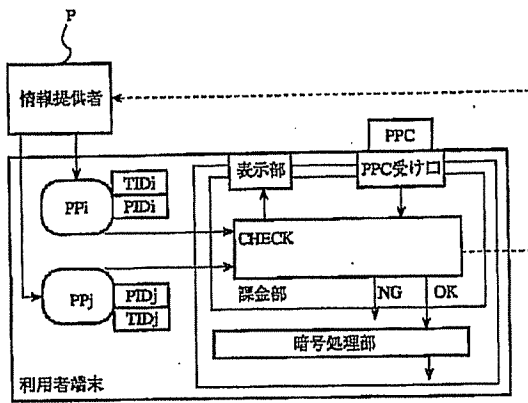 P
情報提供者
PPC
表示部
PPC受け口
TIDi
PPi
PIDi
CHECK
PPj
PIDj
TIDj
課金部
NG
OK
暗号処理部
利用者端末